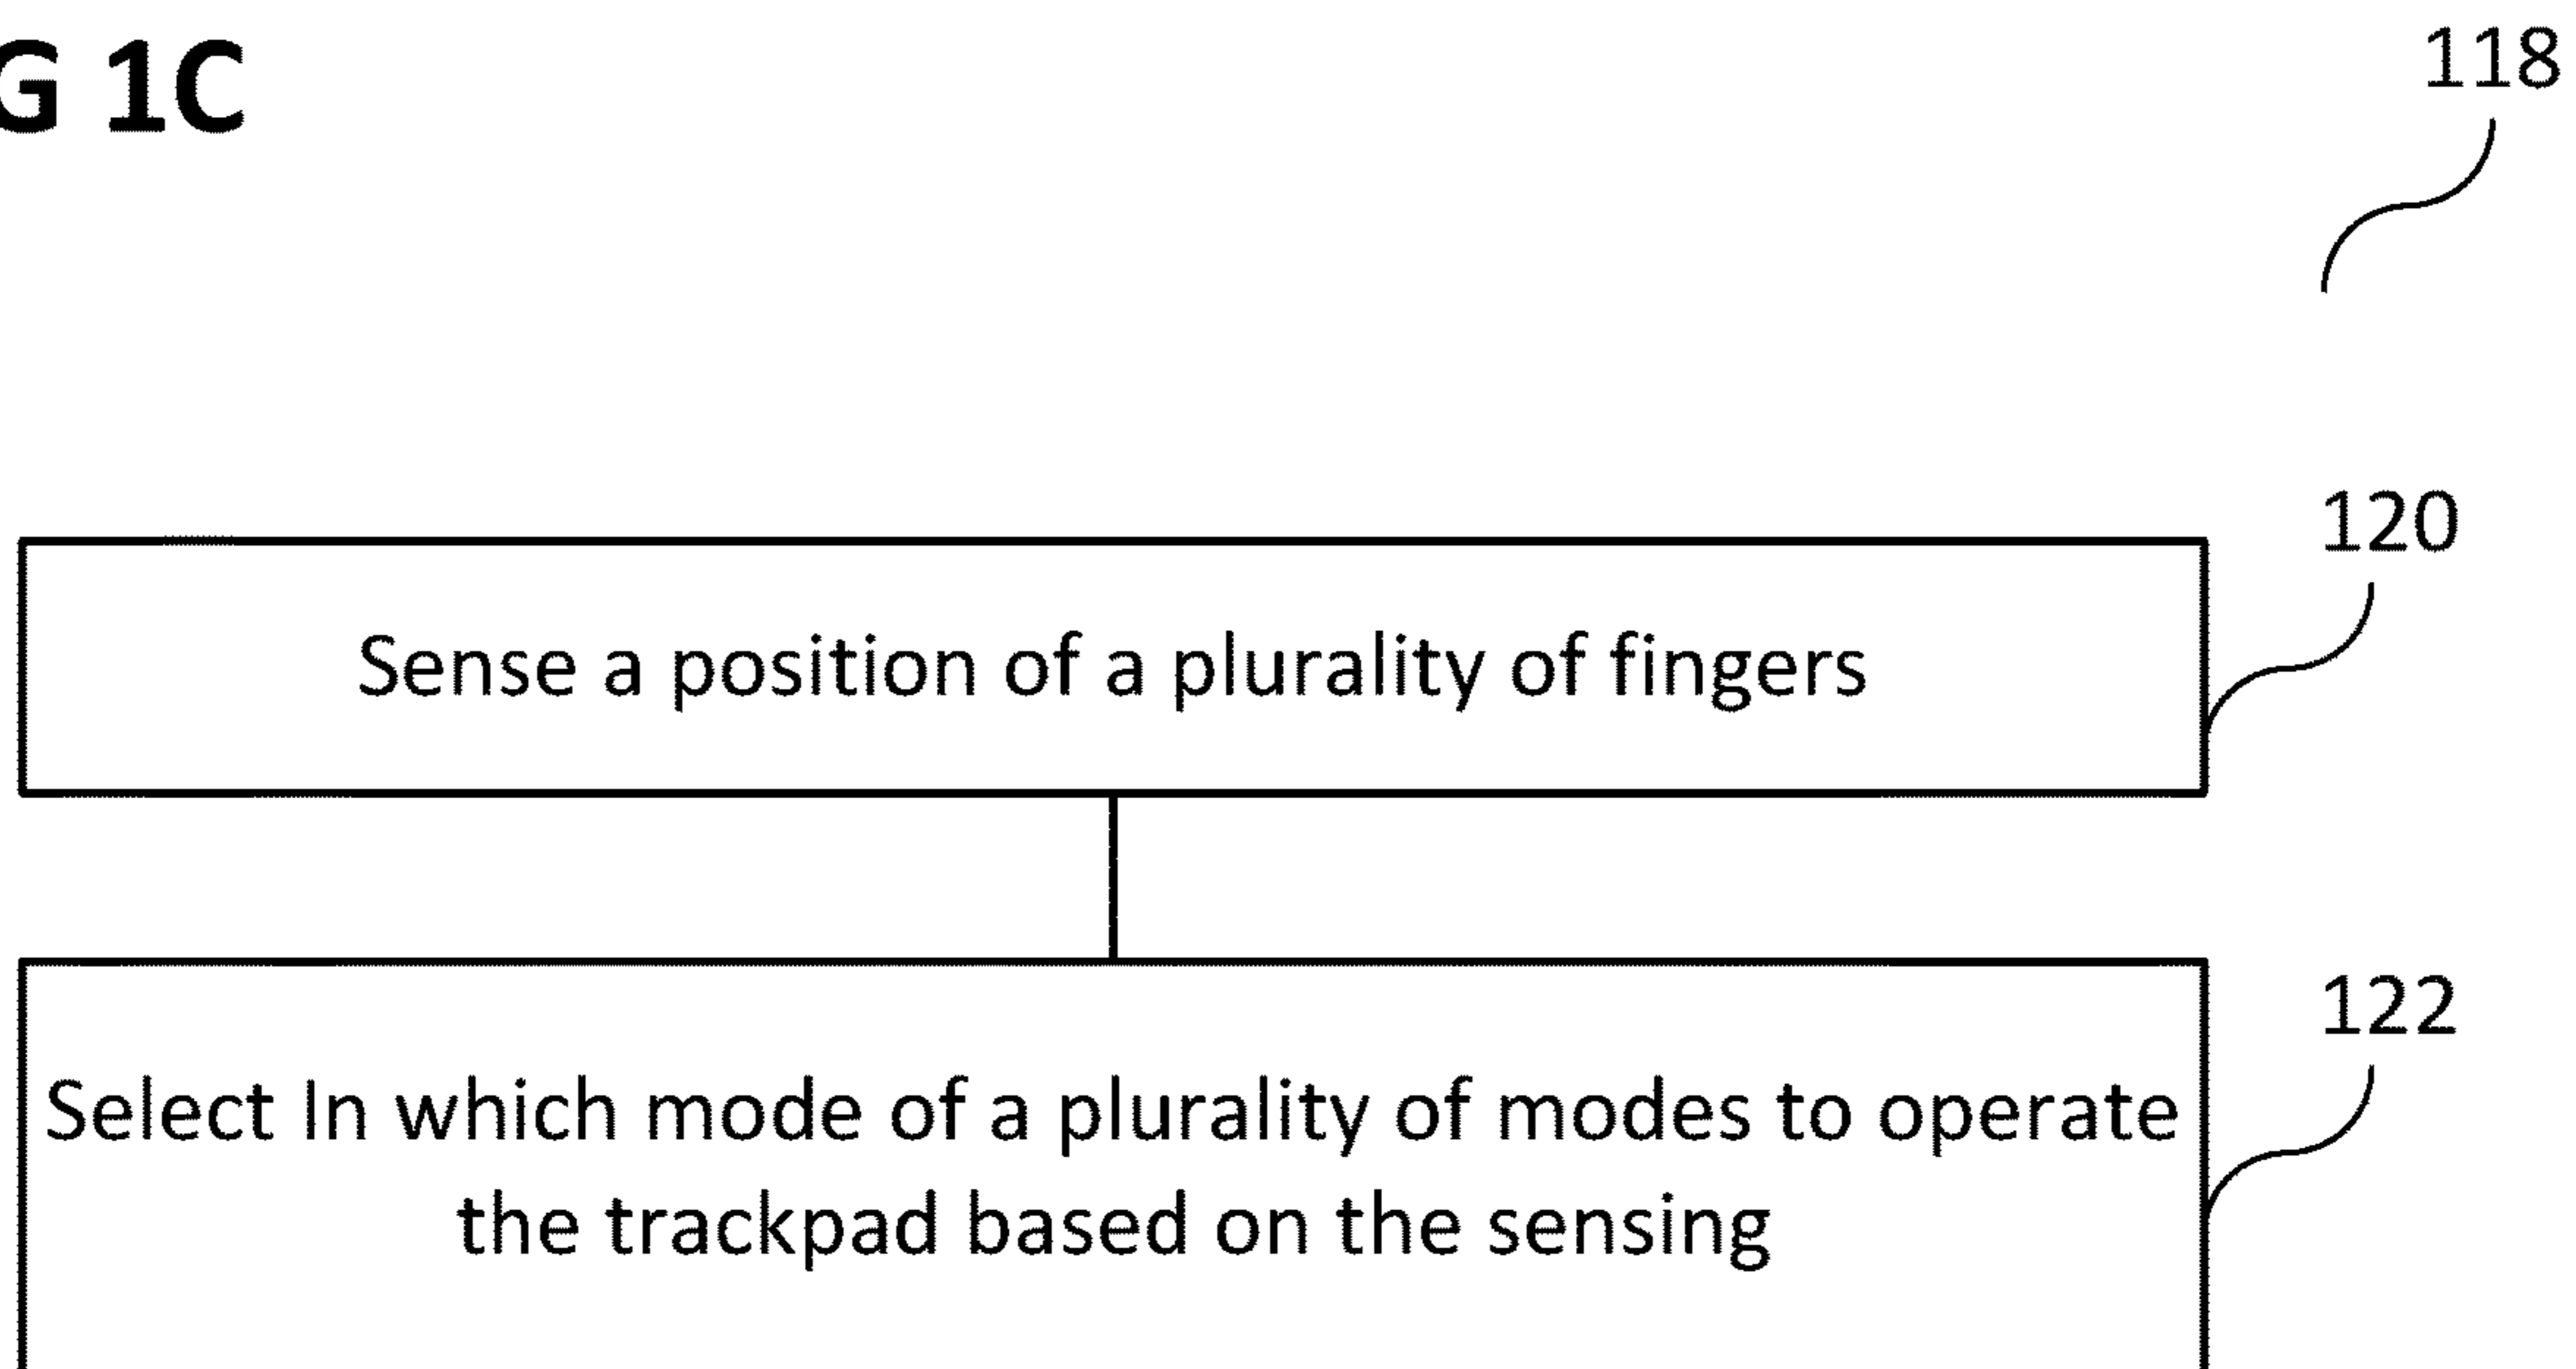 G 1C
118
120
Sense a position of a plurality of fingers
122
Select In which mode of a plurality of modes to operate
the trackpad based on the sensing